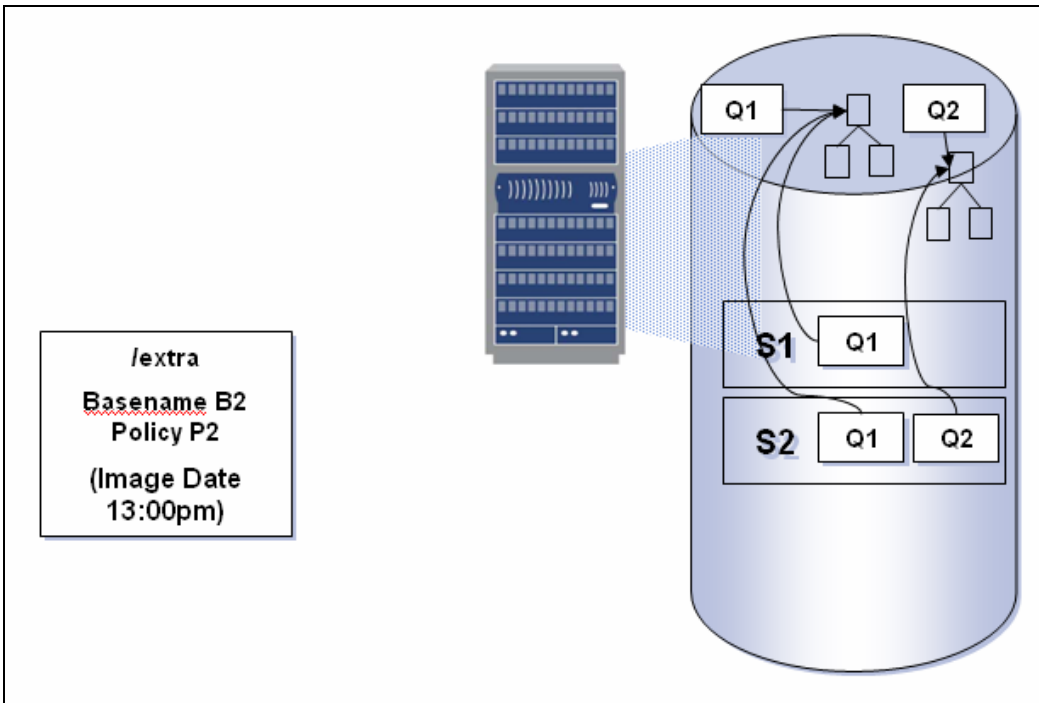 Q1
Q2
S1
Q1
S2
Q1
Q2
/extra
Basename B2
Policy P2
(Image Date
13:00pm)